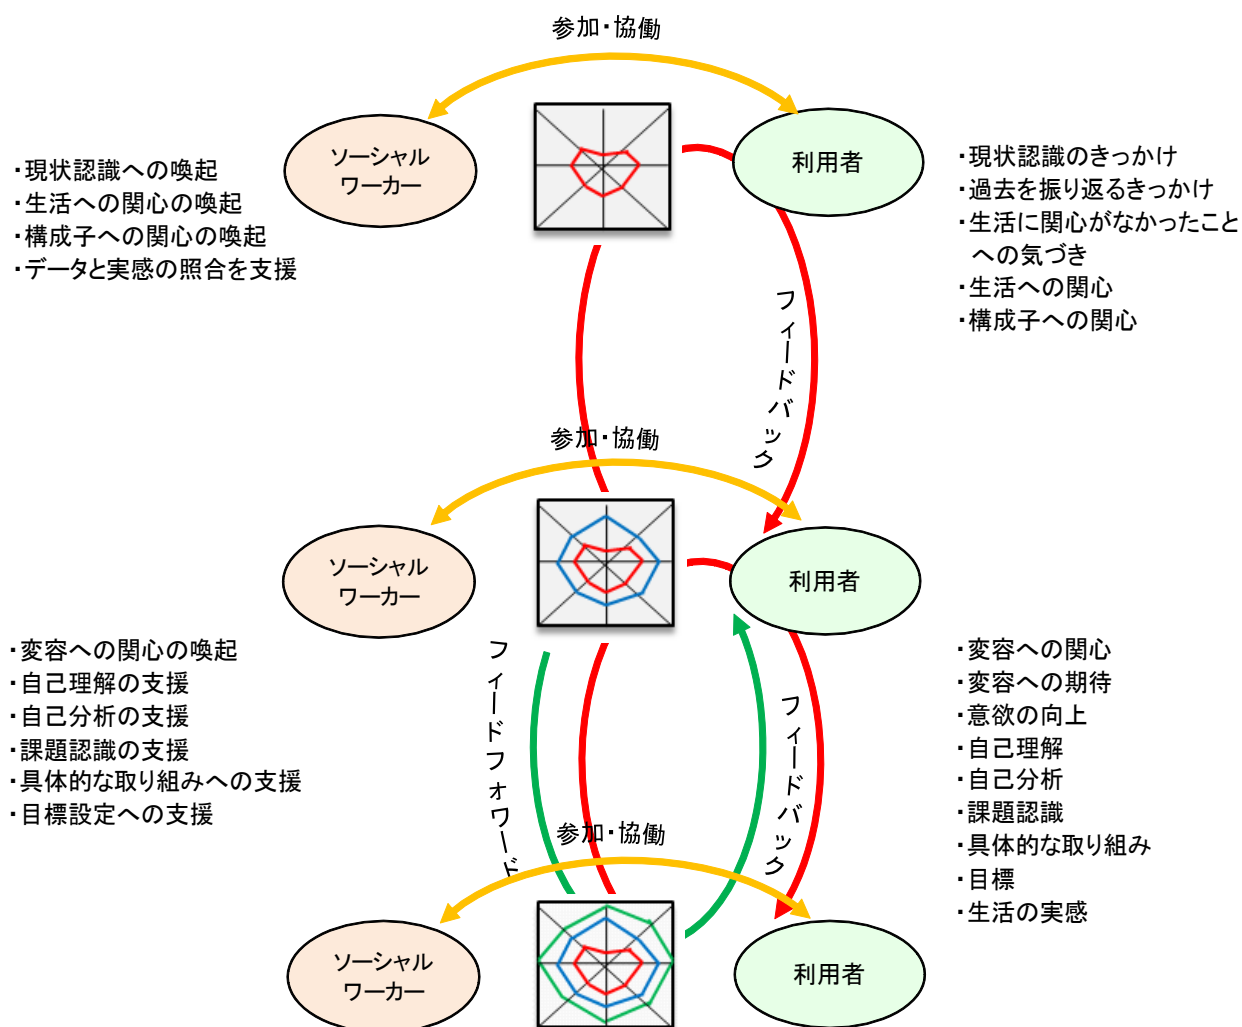 参加・協働
ソーシャル
ワーカー
利用者
・現状認識への喚起
・生活への関心の喚起
・構成子への関心の喚起
・データと実感の照合を支援
・現状認識のきっかけ
・過去を振り返るきっかけ
・生活に関心がなかったこと
への気づき
・生活への関心
・構成子への関心
フィードバック
参加・協働
ソーシャル
ワーカー
利用者
・変容への関心の喚起
・自己理解の支援
・自己分析の支援
・課題認識の支援
・具体的な取り組みへの支援
・目標設定への支援
フィードフォワード
フィードバック
・変容への関心
・変容への期待
・意欲の向上
・自己理解
・自己分析
・課題認識
・具体的な取り組み
・目標
・生活の実感
参加・協働
ソーシャル
ワーカー
利用者